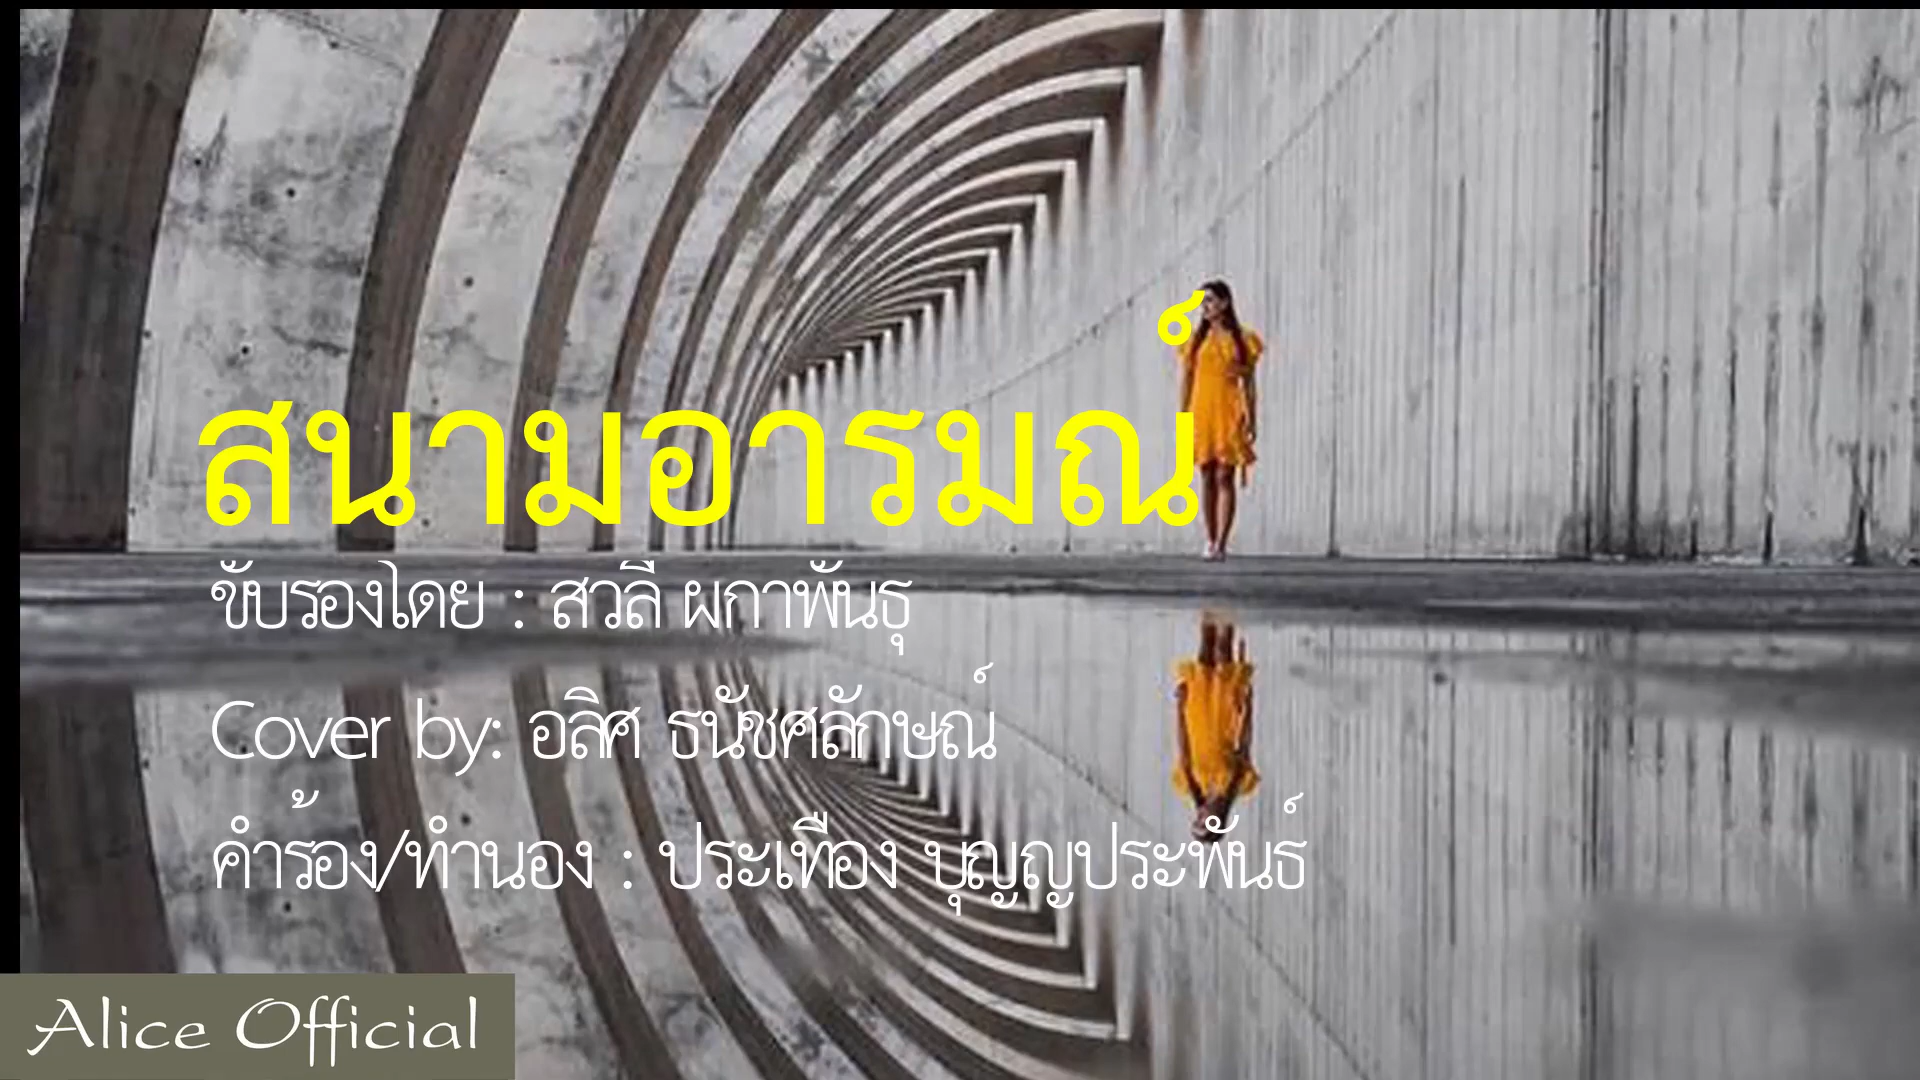 สนามอารมณ์
ขับร้องโดย : สวลี ผกาพันธุ
Cover by: อลิศ ธนัชศลักษณ์
คำร้อง/ทำนอง : ประเทือง บุญญประพันธ์
Alice Official